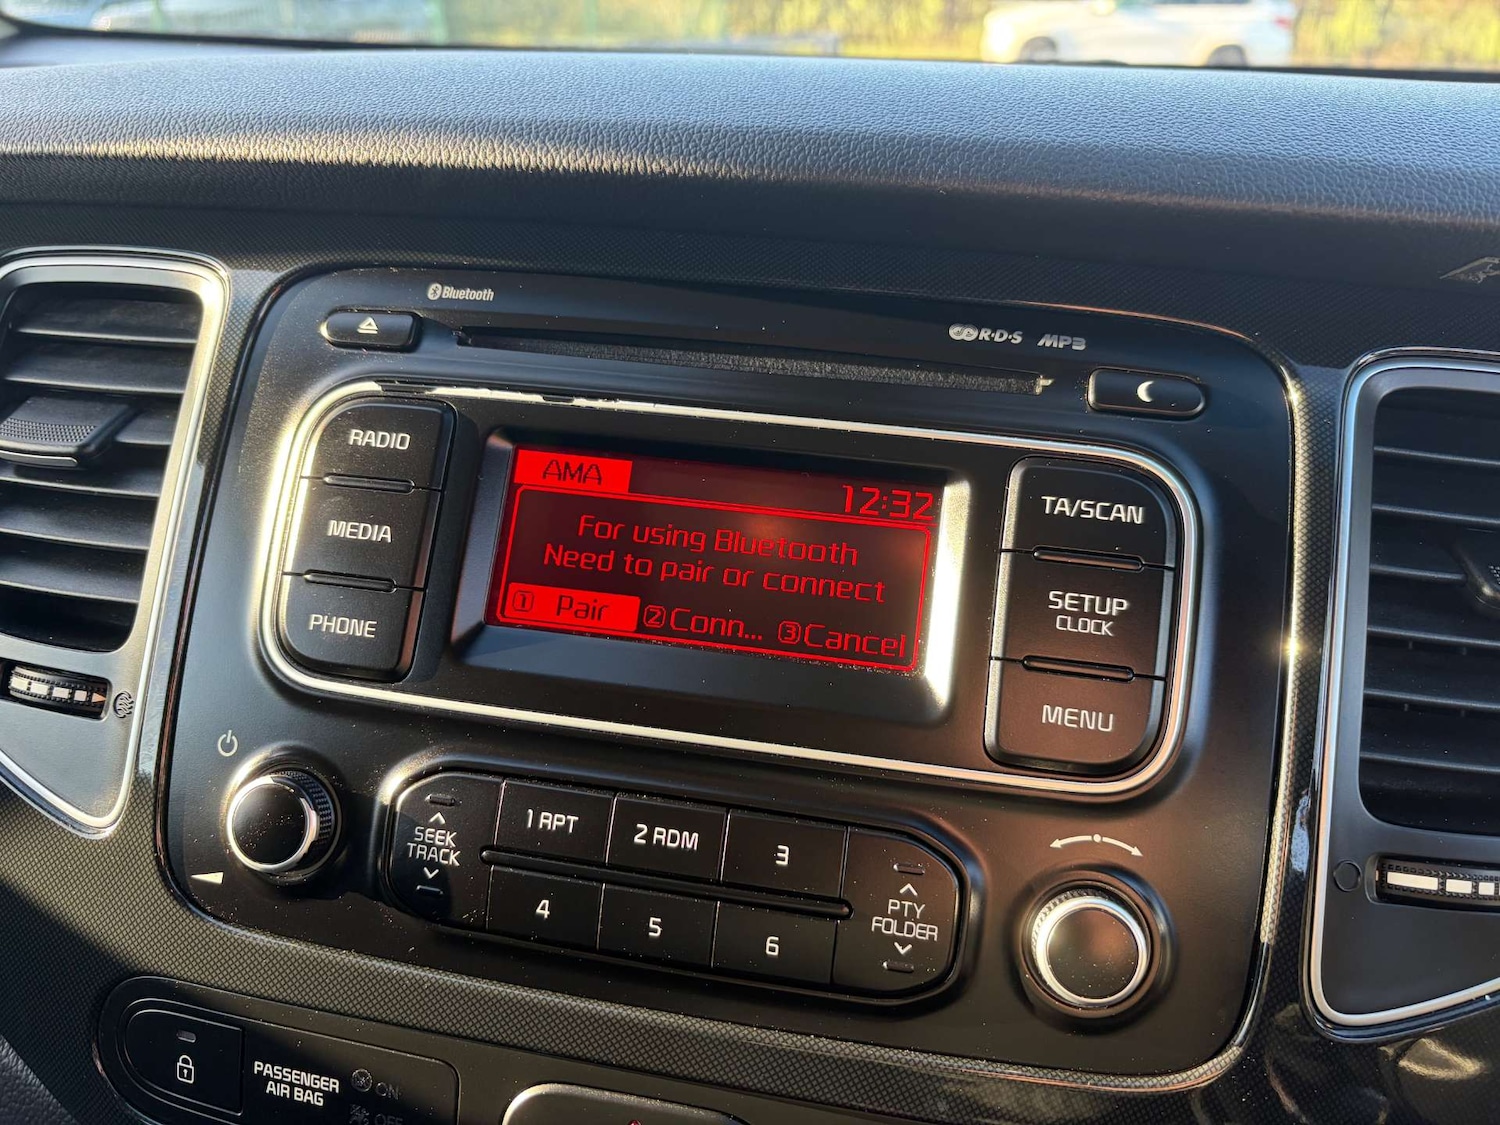 Bluetooth
R·D·S MP3
RADIO
MEDIA
PHONE
AMA
12:32
For using Bluetooth
Need to pair or connect
① Pair ②Conn... ③Cancel
TA/SCAN
SETUP
CLOCK
MENU
SEEK
TRACK
1 RPT
2 RDM
3
4
5
6
PTY
FOLDER
PASSENGER
AIR BAG
ON
OFF